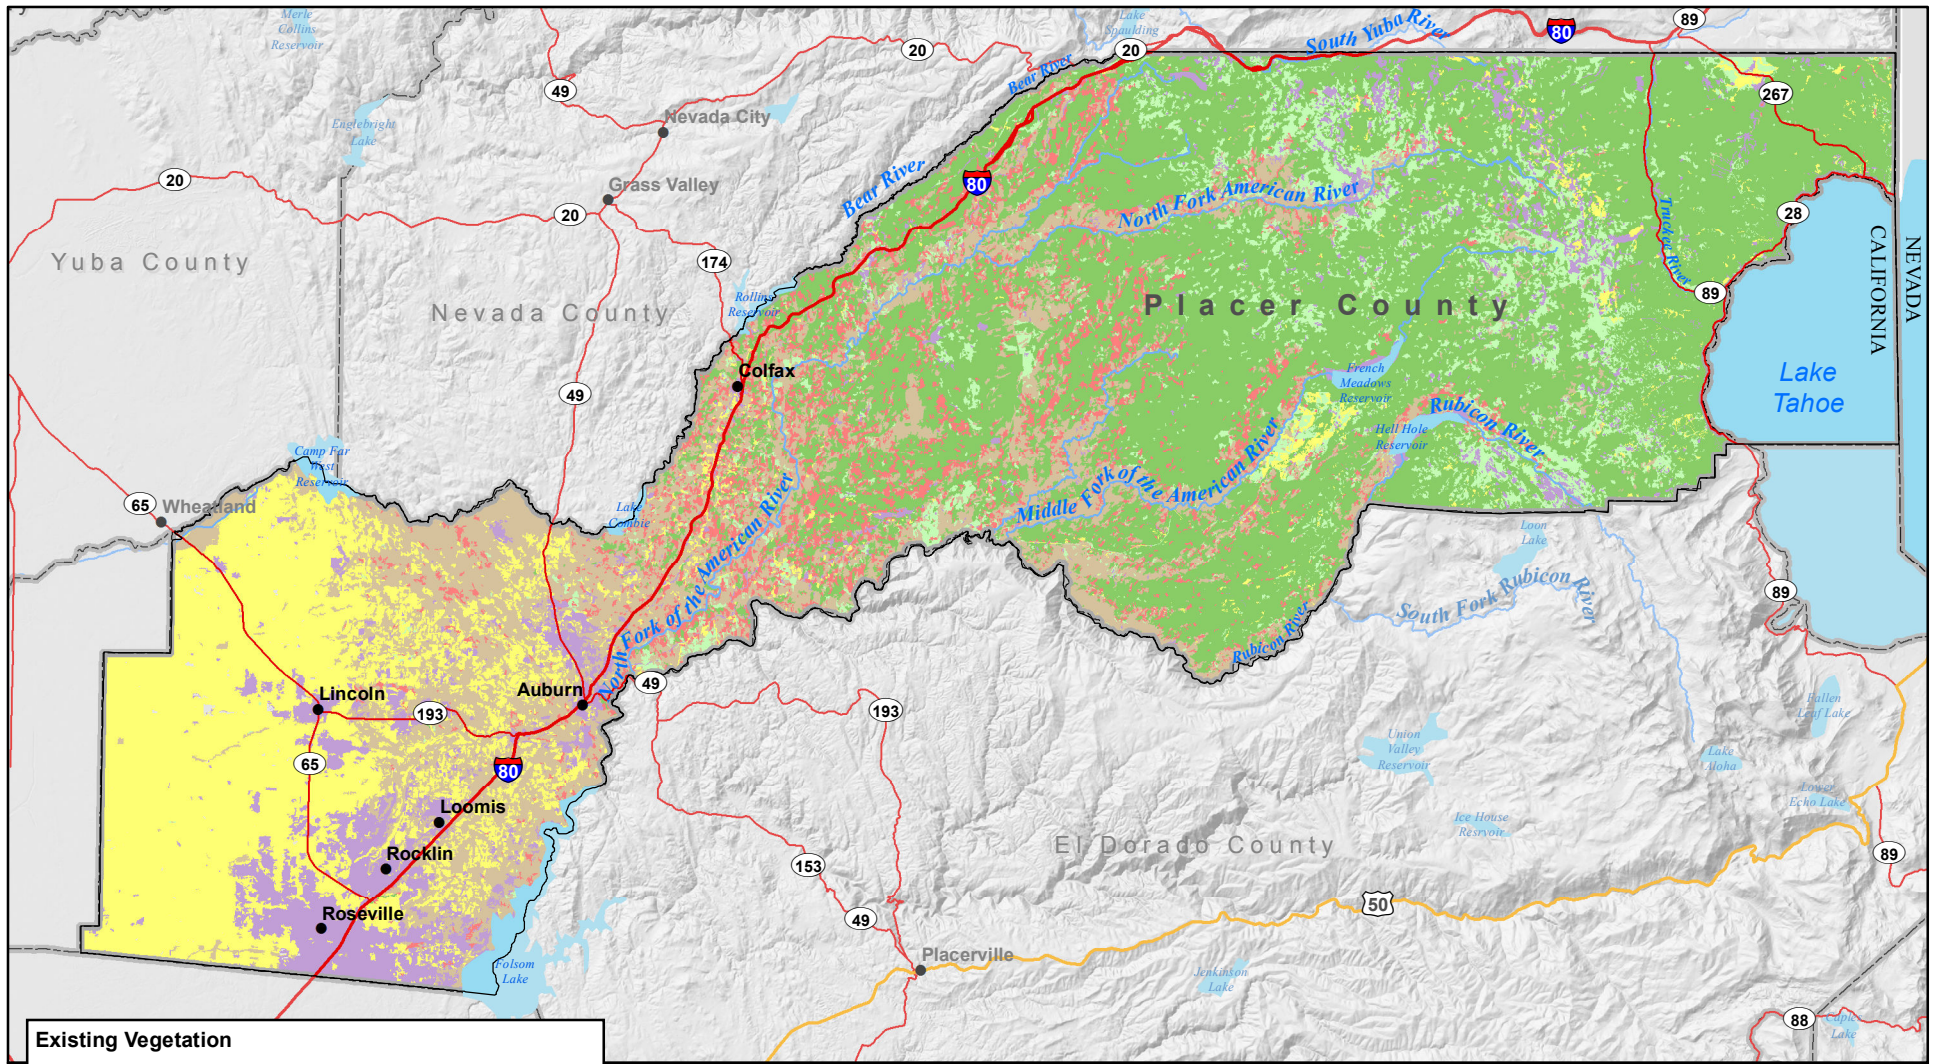 Merle
Collins
Reservoir
Lake
Spaulding
89
80
South Yuba River
20
20
49
Bear River
267
Nevada City
Englebright
Lake
80
Grass Valley
20
20
Bear River
North Fork American River
Truckee River
28
NEVADA
CALIFORNIA
Yuba County
174
Rollins
Reservoir
Nevada County
Placer County
89
Colfax
49
French
Meadows
Reservoir
Lake
Tahoe
Rubicon River
Hell Hole
Reservoir
Camp Far
West
Reservoir
65
Wheatland
Lake
Combie
North Fork of the American River
Middle Fork of the American River
Loon
Lake
South Fork Rubicon River
89
Rubicon River
Lincoln
Auburn
49
193
193
65
80
Fallen
Leaf Lake
Union
Valley
Reservoir
Lake
Aloha
Loomis
Lower
Echo Lake
Ice House
Resrvoir
Rocklin
El Dorado County
153
89
Roseville
49
50
Placerville
Folsom
Lake
Jenkinson
Lake
88
Caples
Lake
Existing Vegetation